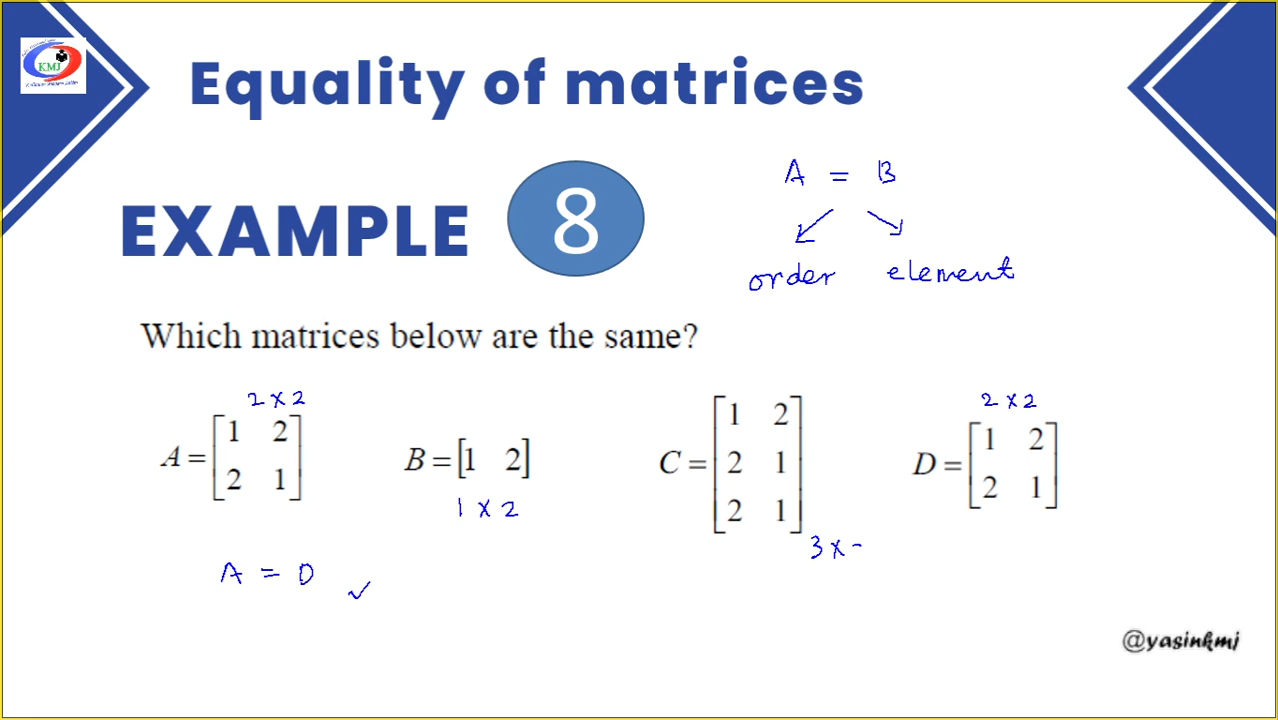 KMJ
Equality of matrices
A = B
EXAMPLE 8
order element
Which matrices below are the same?
2 x 2
2 x 2
A = [1 2
2 1]
B = [1 2]
C = [1 2
2 1
2 1]
D = [1 2
2 1]
1 x 2
3 x -
A = D ✓
@yasinkmj